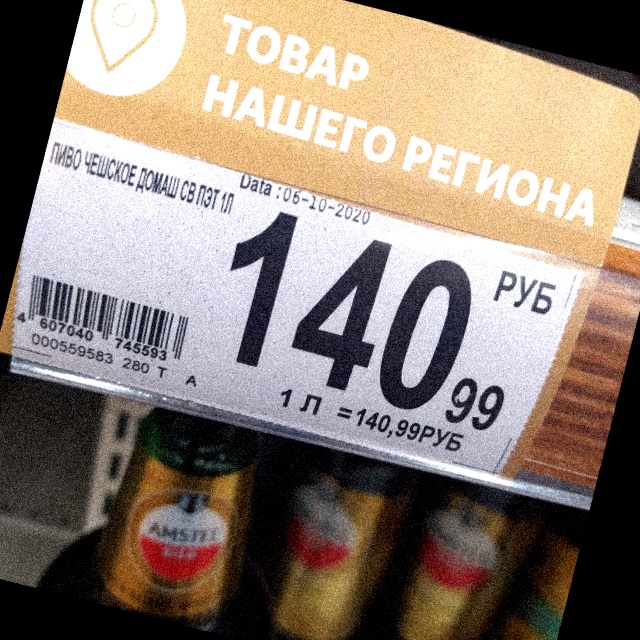 ТОВАР
НАШЕГО РЕГИОНА
ПИВО ЧЕШСКОЕ ДОМАШ СВ ПЭТ 1Л
Data :06-10-2020
140 99
РУБ
4 607040 745593
000559583 280 Т А
1 Л =140,99РУБ
AMSTEL